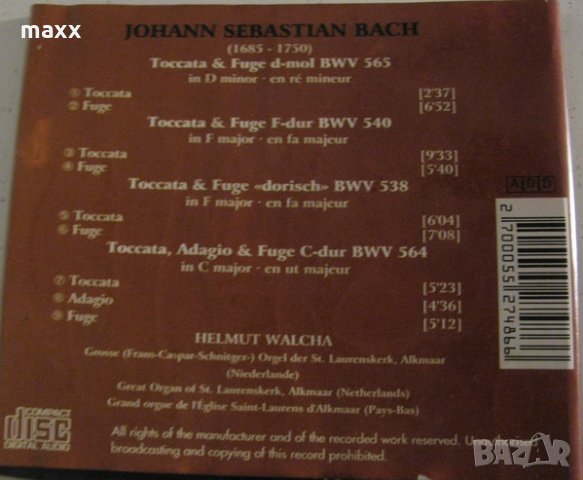 maxx
JOHANN SEBASTIAN BACH
(1685 - 1750)
Toccata & Fuge d-mol BWV 565
in D minor · en ré mineur
① Toccata [2'37]
② Fuge [6'52]
Toccata & Fuge F-dur BWV 540
in F major · en fa majeur
③ Toccata [9'33]
④ Fuge [5'40]
Toccata & Fuge «dorisch» BWV 538
in F major · en fa majeur
⑤ Toccata [6'04]
⑥ Fuge [7'08]
Toccata, Adagio & Fuge C-dur BWV 564
in C major · en ut majeur
⑦ Toccata [5'23]
⑧ Adagio [4'36]
⑨ Fuge [5'12]
ADD
2 700055 274866
HELMUT WALCHA
Grosse (Frans-Caspar-Schnitger-) Orgel der St. Laurenskerk, Alkmaar
(Niederlande)
Great Organ of St. Laurenskerk, Alkmaar (Netherlands)
Grand orgue de l'Église Saint-Laurens d'Alkmaar (Pays-Bas)
COMPACT
disc
DIGITAL AUDIO
All rights of the manufacturer and of the recorded work reserved. Unauthorised
broadcasting and copying of this record prohibited.
BAZAR